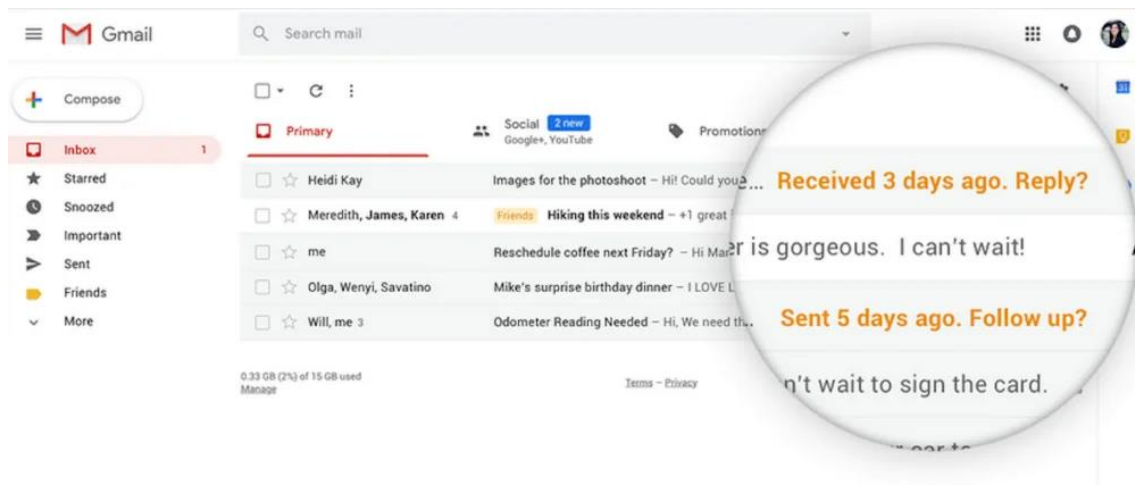 Gmail
Search mail
Compose
Primary
Social 2 new
Google+, YouTube
Promotions
Inbox 1
Starred
Snoozed
Important
Sent
Friends
More
Heidi Kay Images for the photoshoot – Hi! Could you... Received 3 days ago. Reply?
Meredith, James, Karen 4 Friends Hiking this weekend – +1 great is gorgeous. I can't wait!
me Reschedule coffee next Friday? – Hi Mar Sent 5 days ago. Follow up?
Olga, Wenyi, Savatino Mike's surprise birthday dinner – I LOVE L n't wait to sign the card.
Will, me 3 Odometer Reading Needed – Hi, We need th
0.33 GB (2%) of 15 GB used
Manage
Terms – Privacy
31